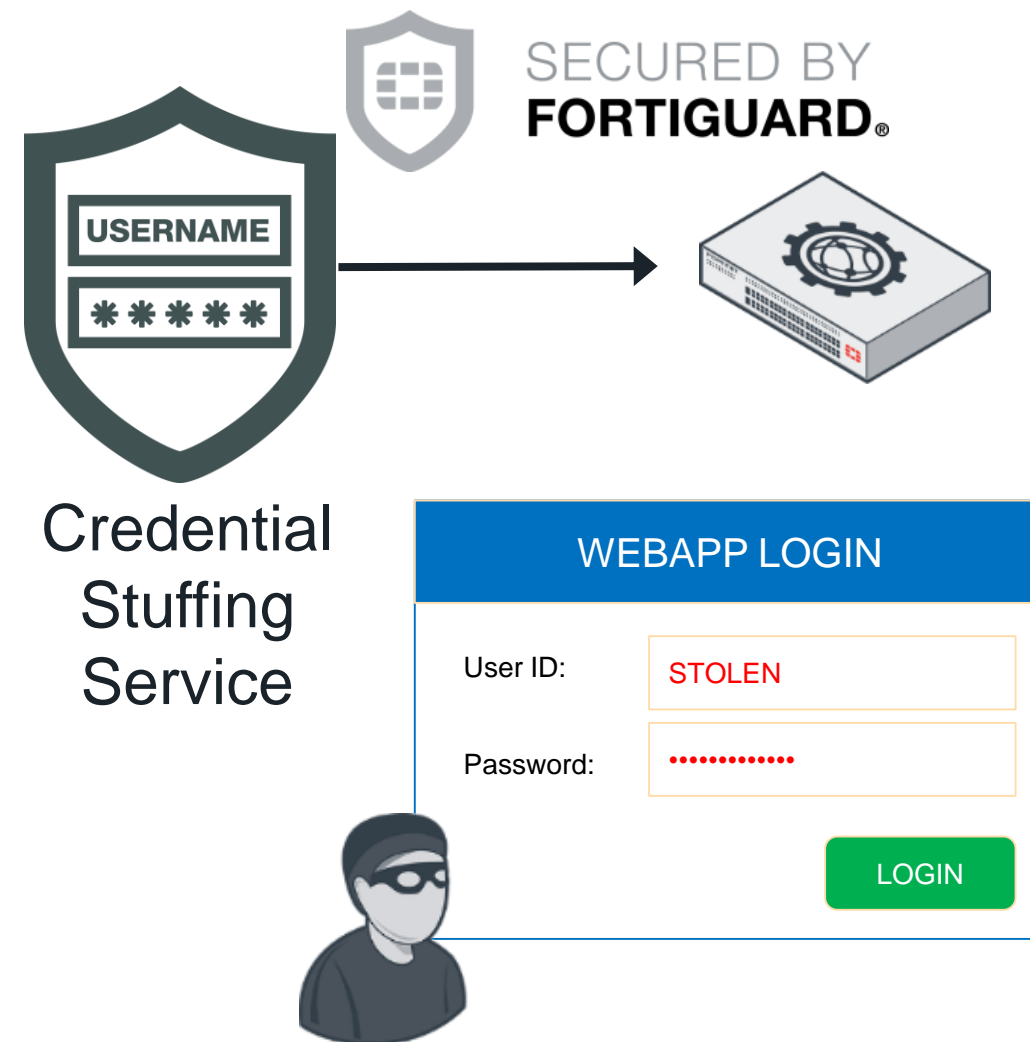 SECURED BY
FORTIGUARD®
USERNAME
*****
Credential
Stuffing
Service
WEBAPP LOGIN
User ID:
STOLEN
Password:
•••••••••••••
LOGIN